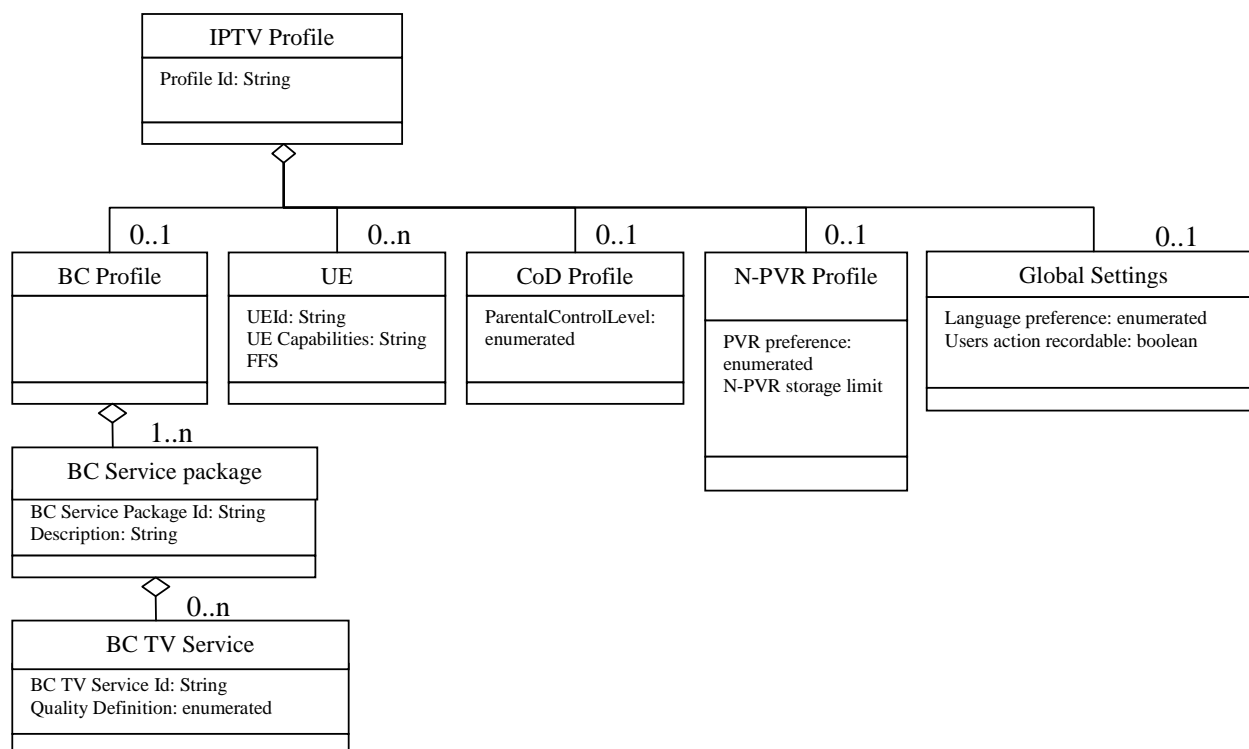 IPTV Profile
Profile Id: String
0..1
0..n
0..1
0..1
0..1
BC Profile
UE
UEId: String
UE Capabilities: String
FFS
CoD Profile
ParentalControlLevel:
enumerated
N-PVR Profile
PVR preference:
enumerated
N-PVR storage limit
Global Settings
Language preference: enumerated
Users action recordable: boolean
1..n
BC Service package
BC Service Package Id: String
Description: String
0..n
BC TV Service
BC TV Service Id: String
Quality Definition: enumerated